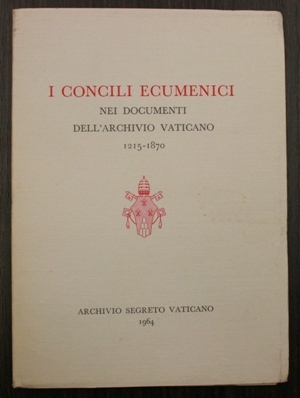 I CONCILI ECUMENICI
NEI DOCUMENTI
DELL'ARCHIVIO VATICANO
1215-1870
ARCHIVIO SEGRETO VATICANO
1964